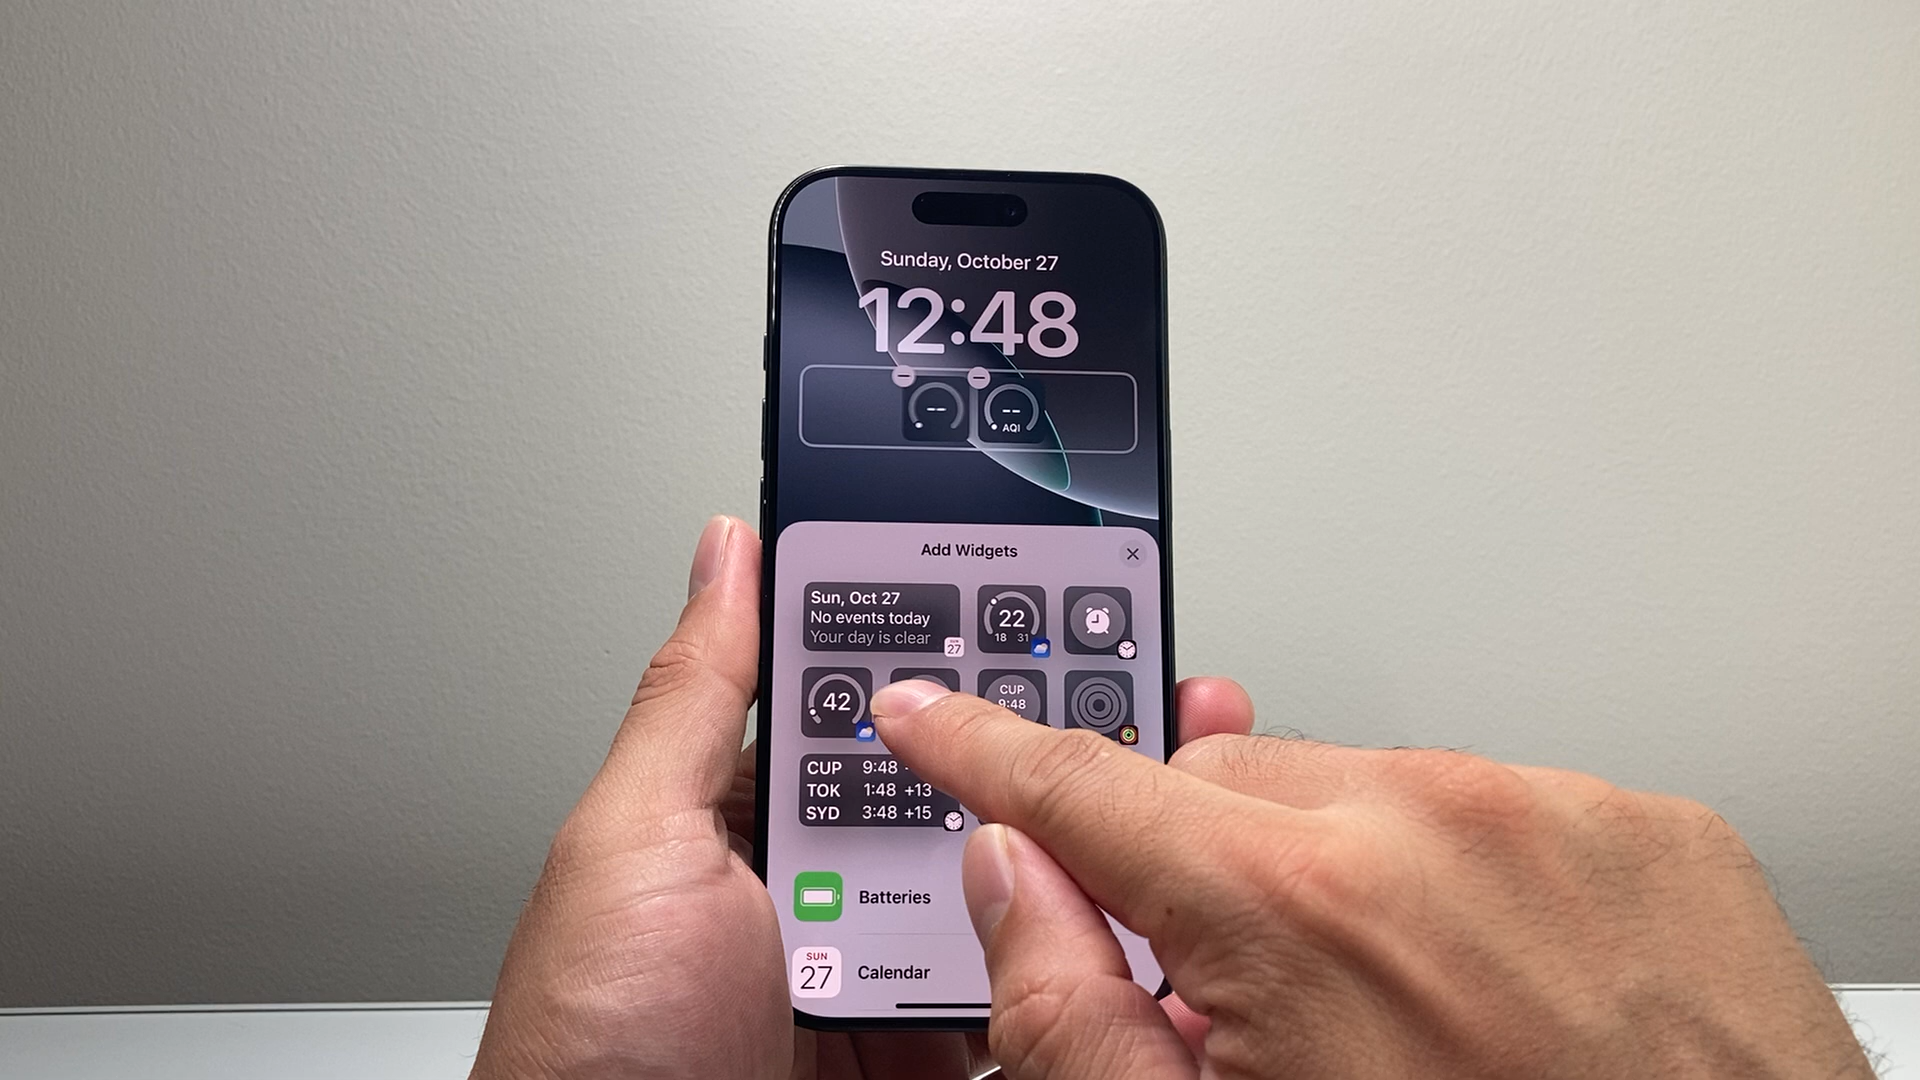 Sunday, October 27
12:48
--
--
AQI
Add Widgets
Sun, Oct 27
No events today
Your day is clear
27
22
18 31
42
CUP
9:48
CUP 9:48
TOK 1:48 +13
SYD 3:48 +15
Batteries
SUN
27
Calendar